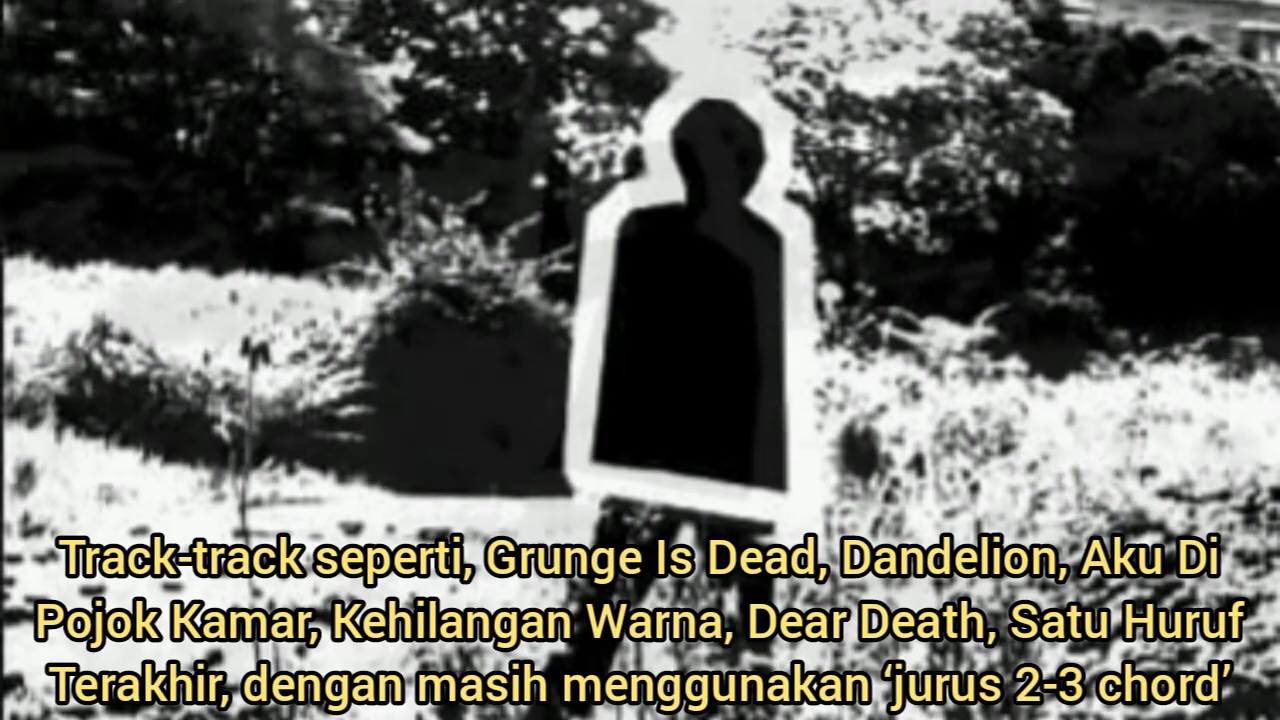 Track-track seperti, Grunge Is Dead, Dandelion, Aku Di
Pojok Kamar, Kehilangan Warna, Dear Death, Satu Huruf
Terakhir, dengan masih menggunakan ‘jurus 2-3 chord’